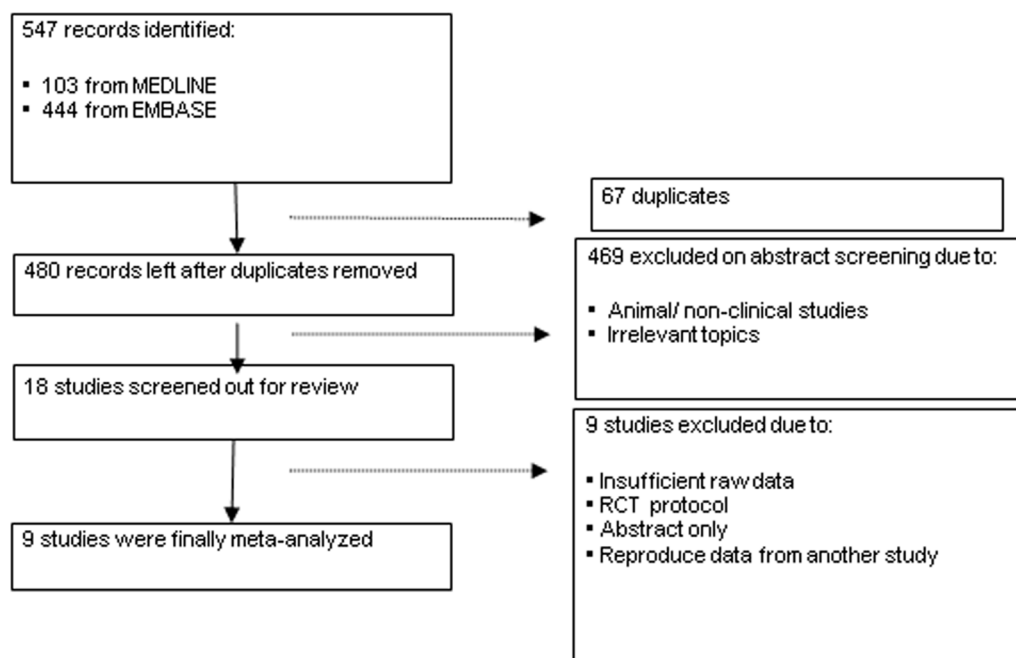 547 records identified:
▪ 103 from MEDLINE
▪ 444 from EMBASE
67 duplicates
480 records left after duplicates removed
469 excluded on abstract screening due to:
▪ Animal/ non-clinical studies
▪ Irrelevant topics
18 studies screened out for review
9 studies excluded due to:
▪ Insufficient raw data
▪ RCT protocol
▪ Abstract only
▪ Reproduce data from another study
9 studies were finally meta-analyzed